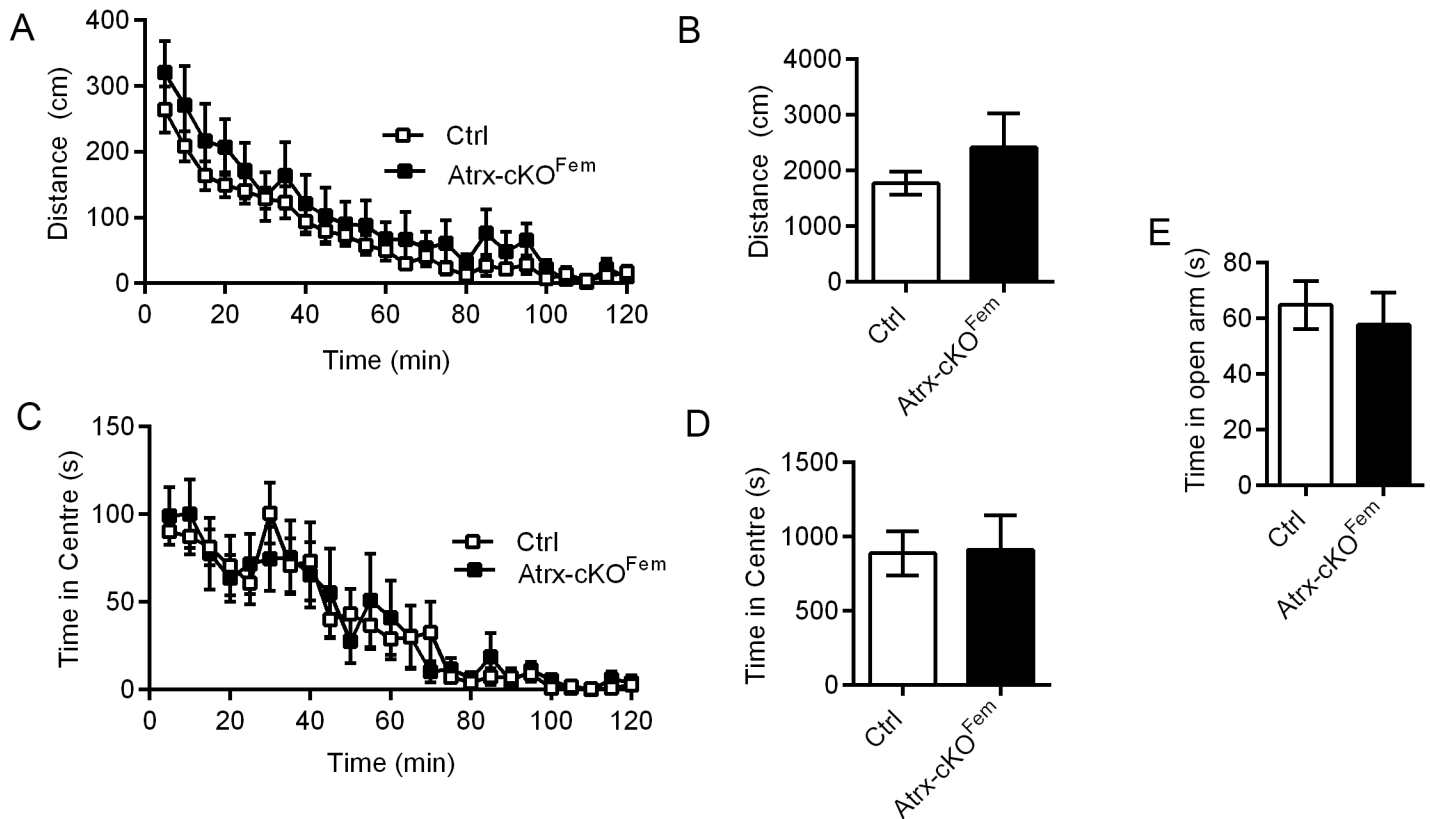 A
400
300
200
100
0
Distance (cm)
Ctrl
Atrx-cKOFem
0 20 40 60 80 100 120
Time (min)
B
4000
3000
2000
1000
0
Distance (cm)
Ctrl
Atrx-cKOFem
C
150
100
50
0
Time in Centre (s)
Ctrl
Atrx-cKOFem
0 20 40 60 80 100 120
Time (min)
D
1500
1000
500
0
Time in Centre (s)
Ctrl
Atrx-cKOFem
E
80
60
40
20
0
Time in open arm (s)
Ctrl
Atrx-cKOFem